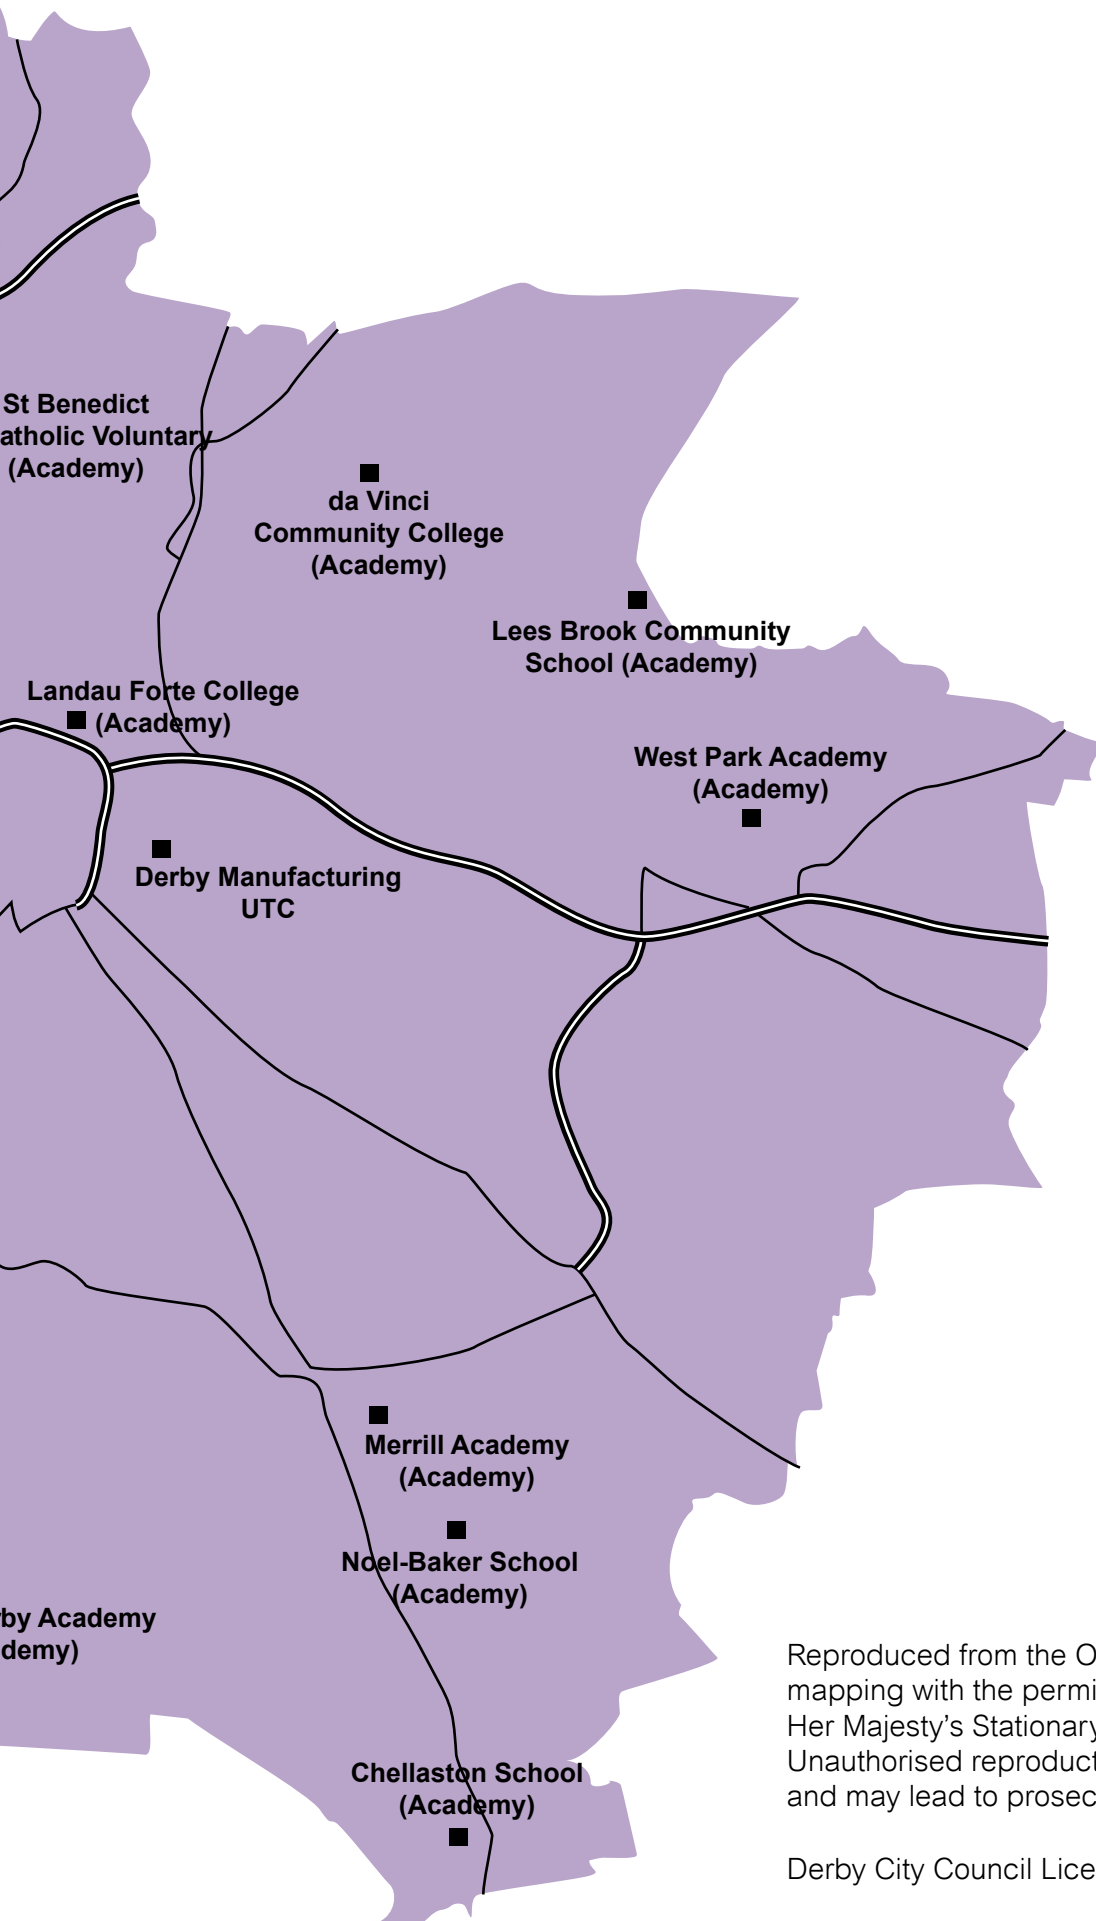 St Benedict
atholic Voluntary
(Academy)
da Vinci
Community College
(Academy)
Lees Brook Community
School (Academy)
Landau Forte College
(Academy)
West Park Academy
(Academy)
Derby Manufacturing
UTC
Merrill Academy
(Academy)
Noel-Baker School
(Academy)
by Academy
demy)
Chellaston School
(Academy)
Reproduced from the O
mapping with the permi
Her Majesty's Stationary
Unauthorised reproduct
and may lead to prosec
Derby City Council Lice